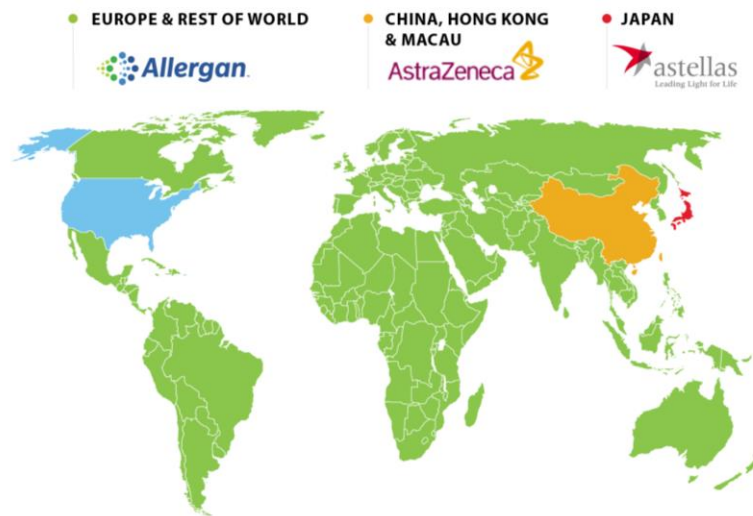 EUROPE & REST OF WORLD
Allergan
CHINA, HONG KONG
& MACAU
AstraZeneca
JAPAN
astellas
Leading Light for Life